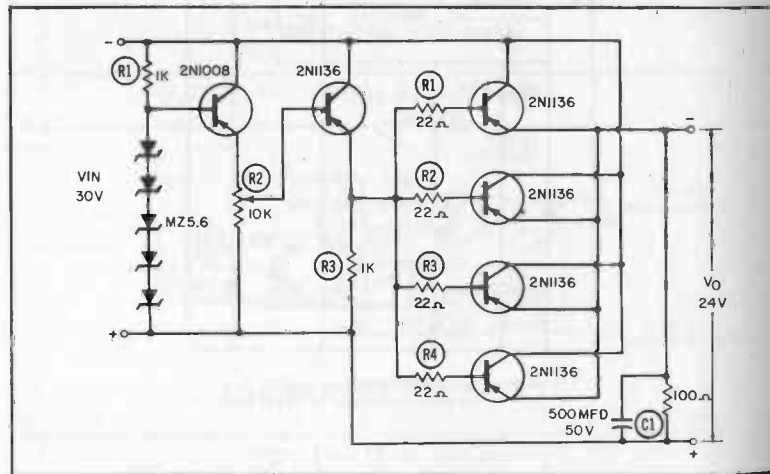 -
R1
1K
2N1008
2N1136
R1
22Ω
2N1136
-
VIN
30V
R2
10K
R2
22Ω
2N1136
MZ5.6
R3
1K
R3
22Ω
2N1136
VO
24V
+
R4
22Ω
2N1136
500MFD
50V
C1
100Ω
+